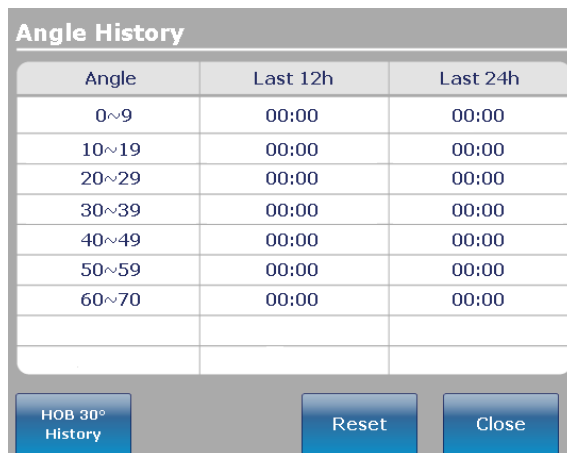 Angle History
Angle Last 12h Last 24h
0~9 00:00 00:00
10~19 00:00 00:00
20~29 00:00 00:00
30~39 00:00 00:00
40~49 00:00 00:00
50~59 00:00 00:00
60~70 00:00 00:00
HOB 30°
History
Reset
Close